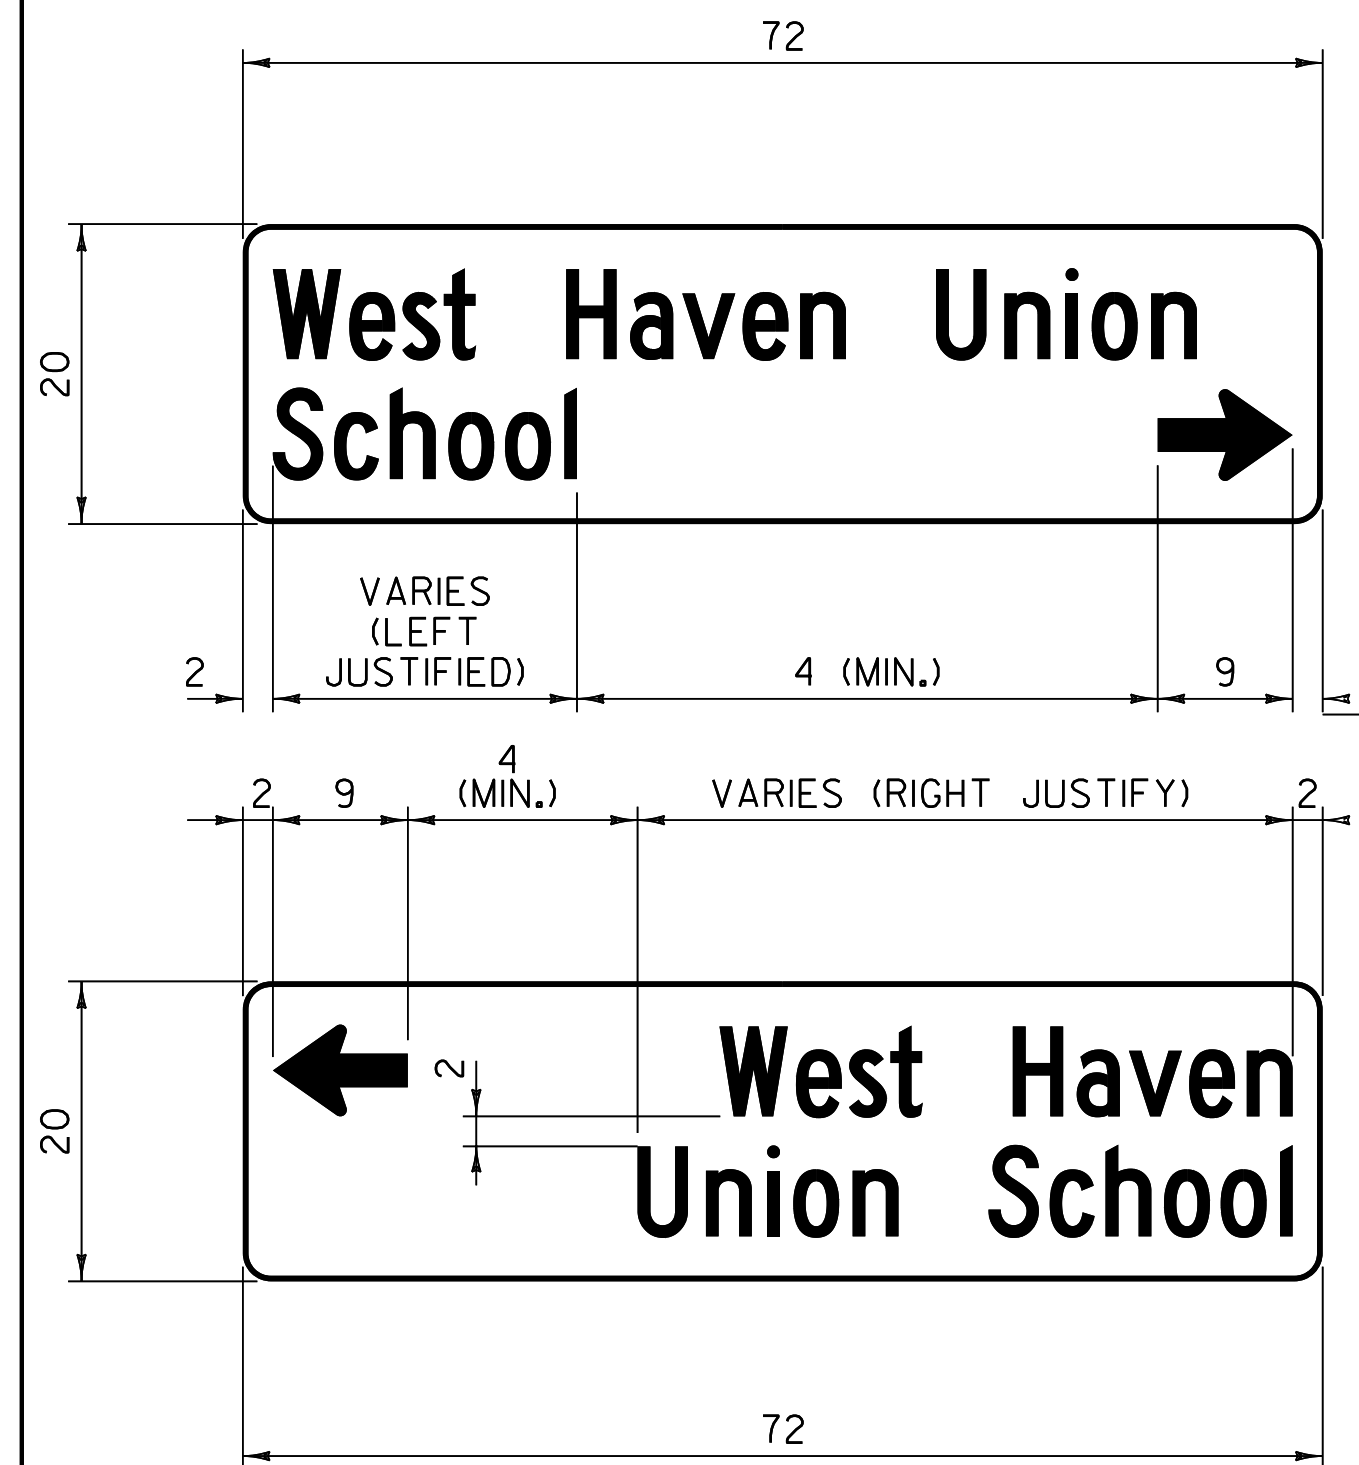 72
West Haven Union
School
20
VARIES
(LEFT
JUSTIFIED)
2
4 (MIN.)
9
4
2
9
(MIN.)
VARIES (RIGHT JUSTIFY)
2
West Haven
2
Union School
20
72